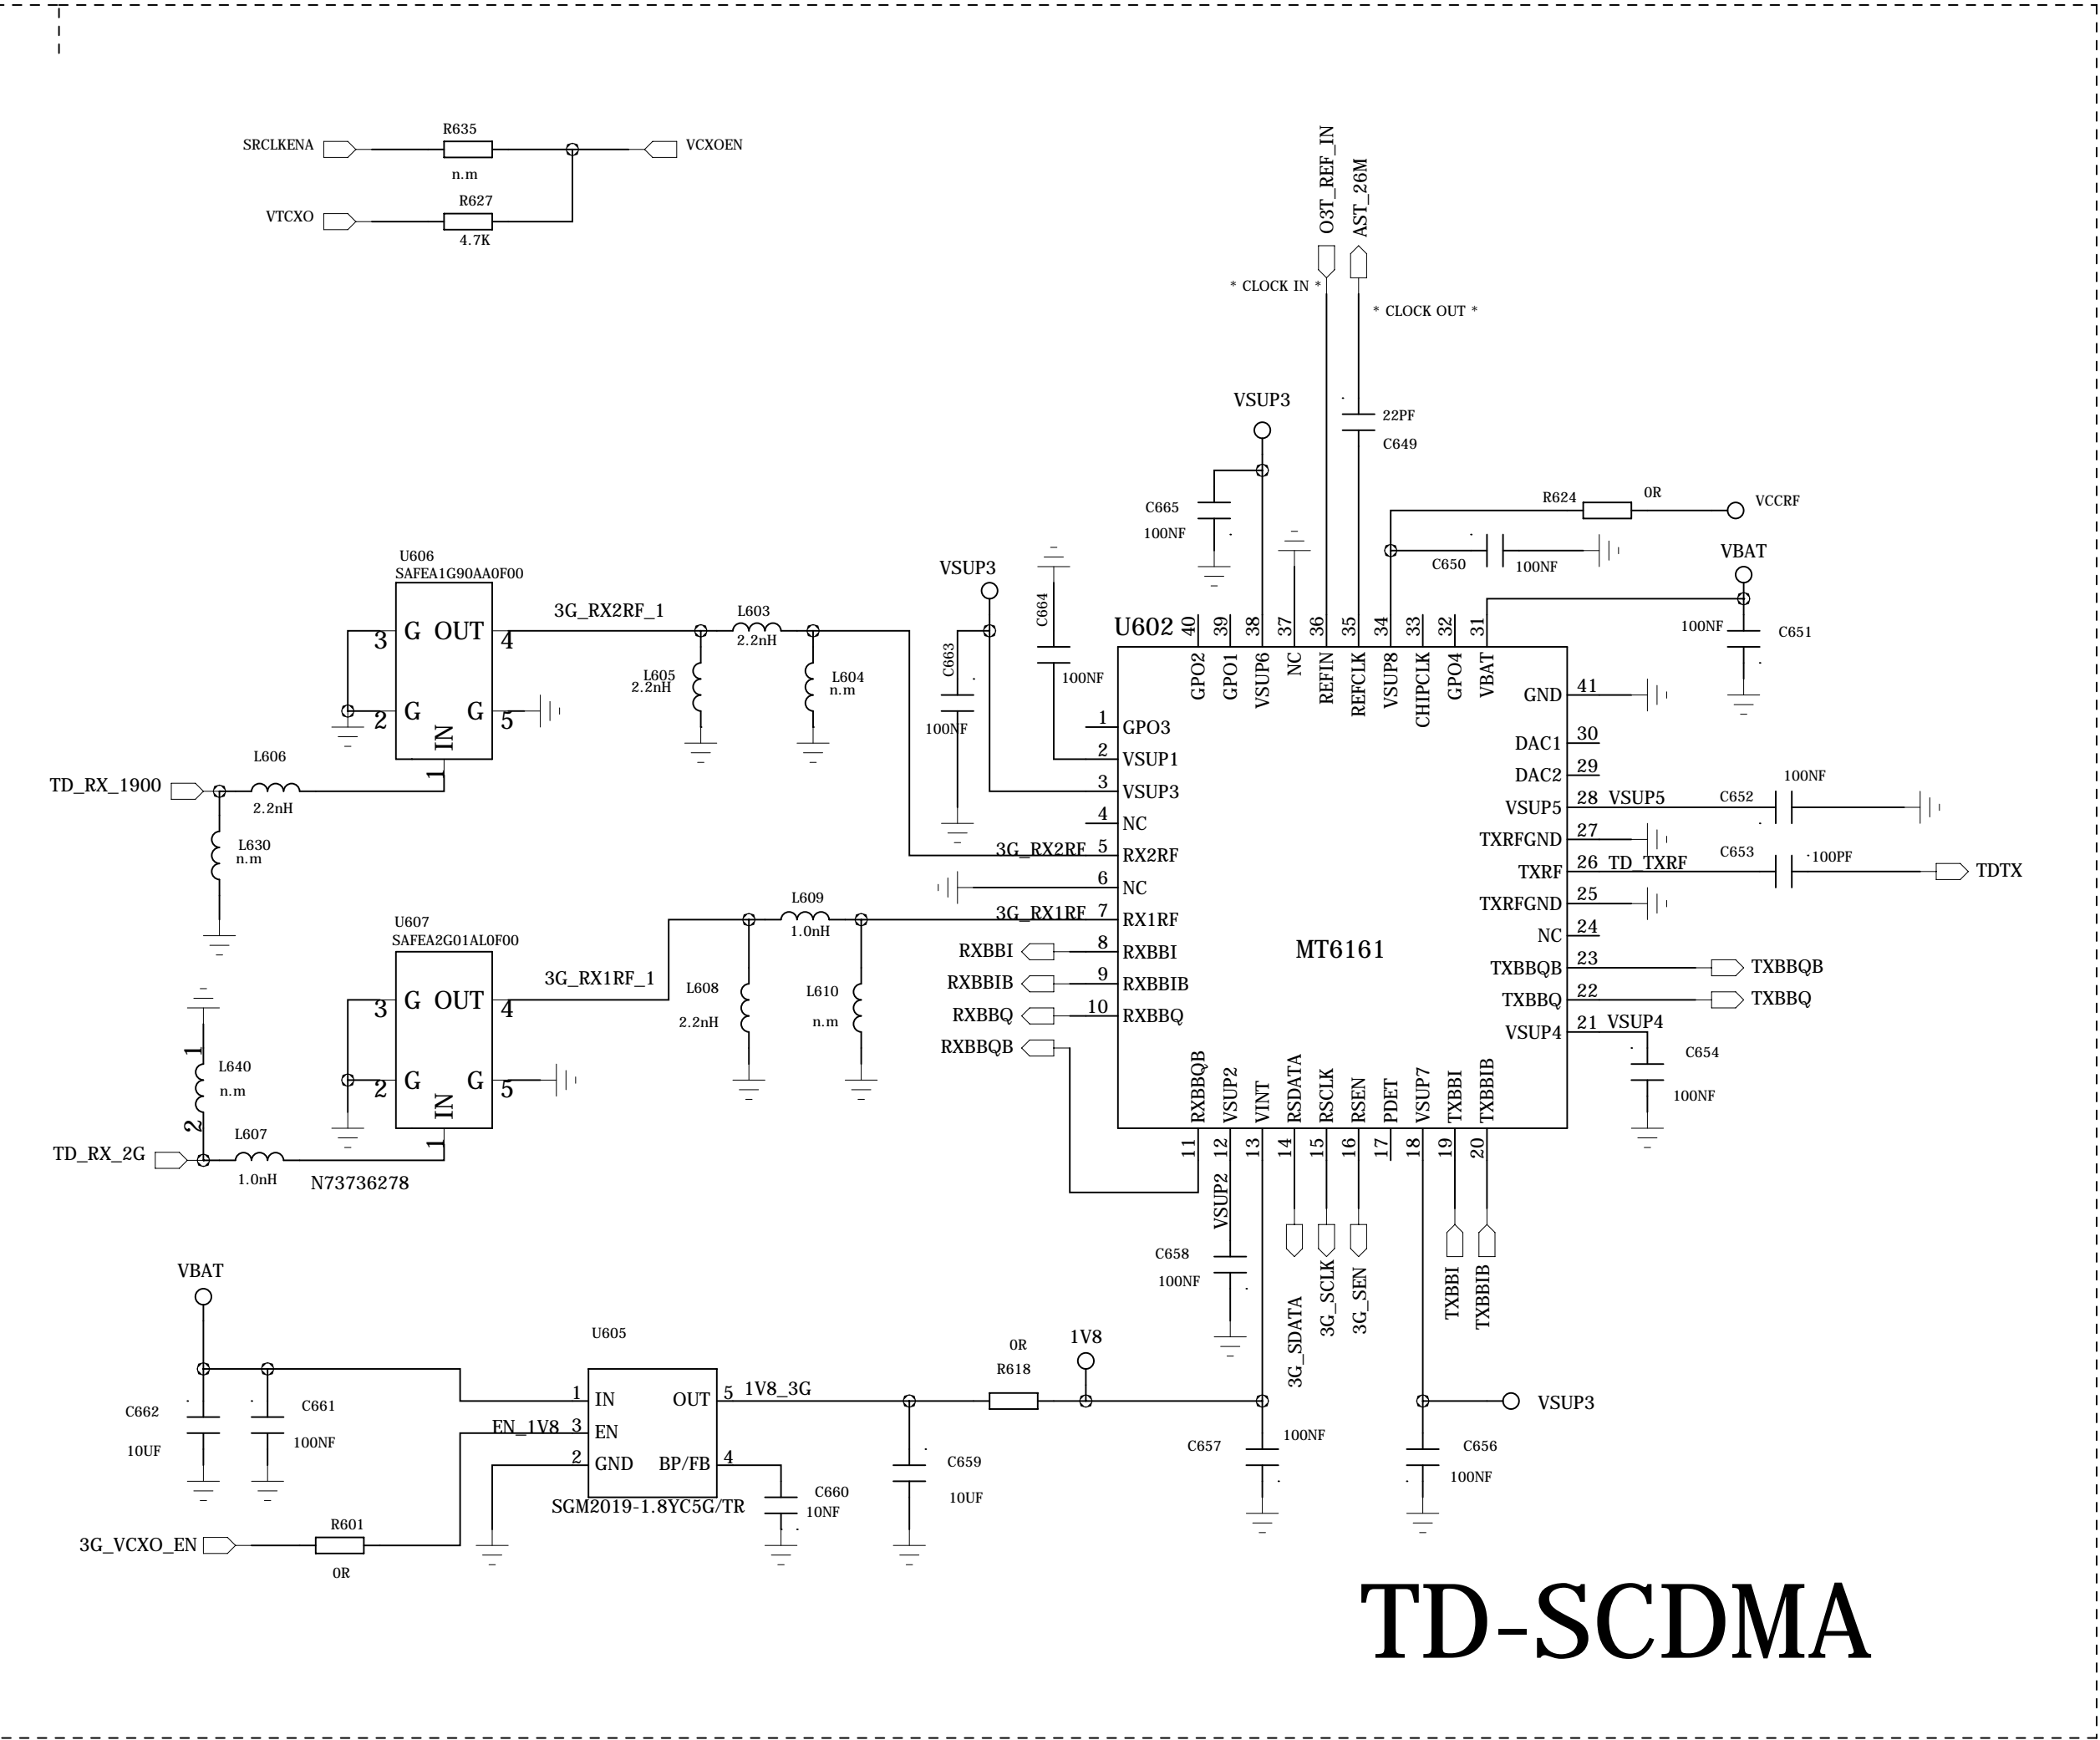 R635
SRCLKENA
VCXOEN
n.m
R627
VTCXO
4.7K
O3T_REF_IN
AST_26M
* CLOCK IN *
* CLOCK OUT *
VSUP3
22PF
C649
C665
100NF
R624
0R
VCCRF
C650
100NF
VBAT
100NF
C651
U606
SAFEA1G90AA0F00
3 G OUT 4
2 G G 5
IN
1
3G_RX2RF_1
L603
2.2nH
L605
2.2nH
L604
n.m
VSUP3
C663
100NF
C664
100NF
L606
TD_RX_1900
2.2nH
L630
n.m
U602
40 39 38 37 36 35 34 33 32 31
GPO2 GPO1 VSUP6 NC REFIN REFCLK VSUP8 CHIPCLK GPO4 VBAT
1 GPO3
2 VSUP1
3 VSUP3
4 NC
3G_RX2RF 5 RX2RF
6 NC
3G_RX1RF 7 RX1RF
RXBBI 8 RXBBI
RXBBIB 9 RXBBIB
RXBBQ 10 RXBBQ
RXBBQB
MT6161
GND 41
DAC1 30
DAC2 29
VSUP5 28 VSUP5
C652
100NF
TXRFGND 27
TXRF 26 TD_TXRF
C653
100PF
TDTX
TXRFGND 25
NC 24
TXBBQB 23 TXBBQB
TXBBQ 22 TXBBQ
VSUP4 21 VSUP4
C654
100NF
RXBBQB VSUP2 VINT RSDATA RSCLK RSEN PDET VSUP7 TXBBI TXBBIB
11 12 13 14 15 16 17 18 19 20
U607
SAFEA2G01AL0F00
3 G OUT 4
2 G G 5
IN
1
3G_RX1RF_1
L609
1.0nH
L608
2.2nH
L610
n.m
1
L640
n.m
2
L607
TD_RX_2G
1.0nH
N73736278
VSUP2
C658
100NF
3G_SDATA
3G_SCLK
3G_SEN
TXBBI
TXBBIB
VBAT
U605
C662
10UF
C661
100NF
1 IN OUT 5 1V8_3G
EN_1V8 3 EN
2 GND BP/FB 4
SGM2019-1.8YC5G/TR
C660
10NF
C659
10UF
0R
R618
1V8
C657
100NF
VSUP3
C656
100NF
R601
3G_VCXO_EN
0R
TD-SCDMA